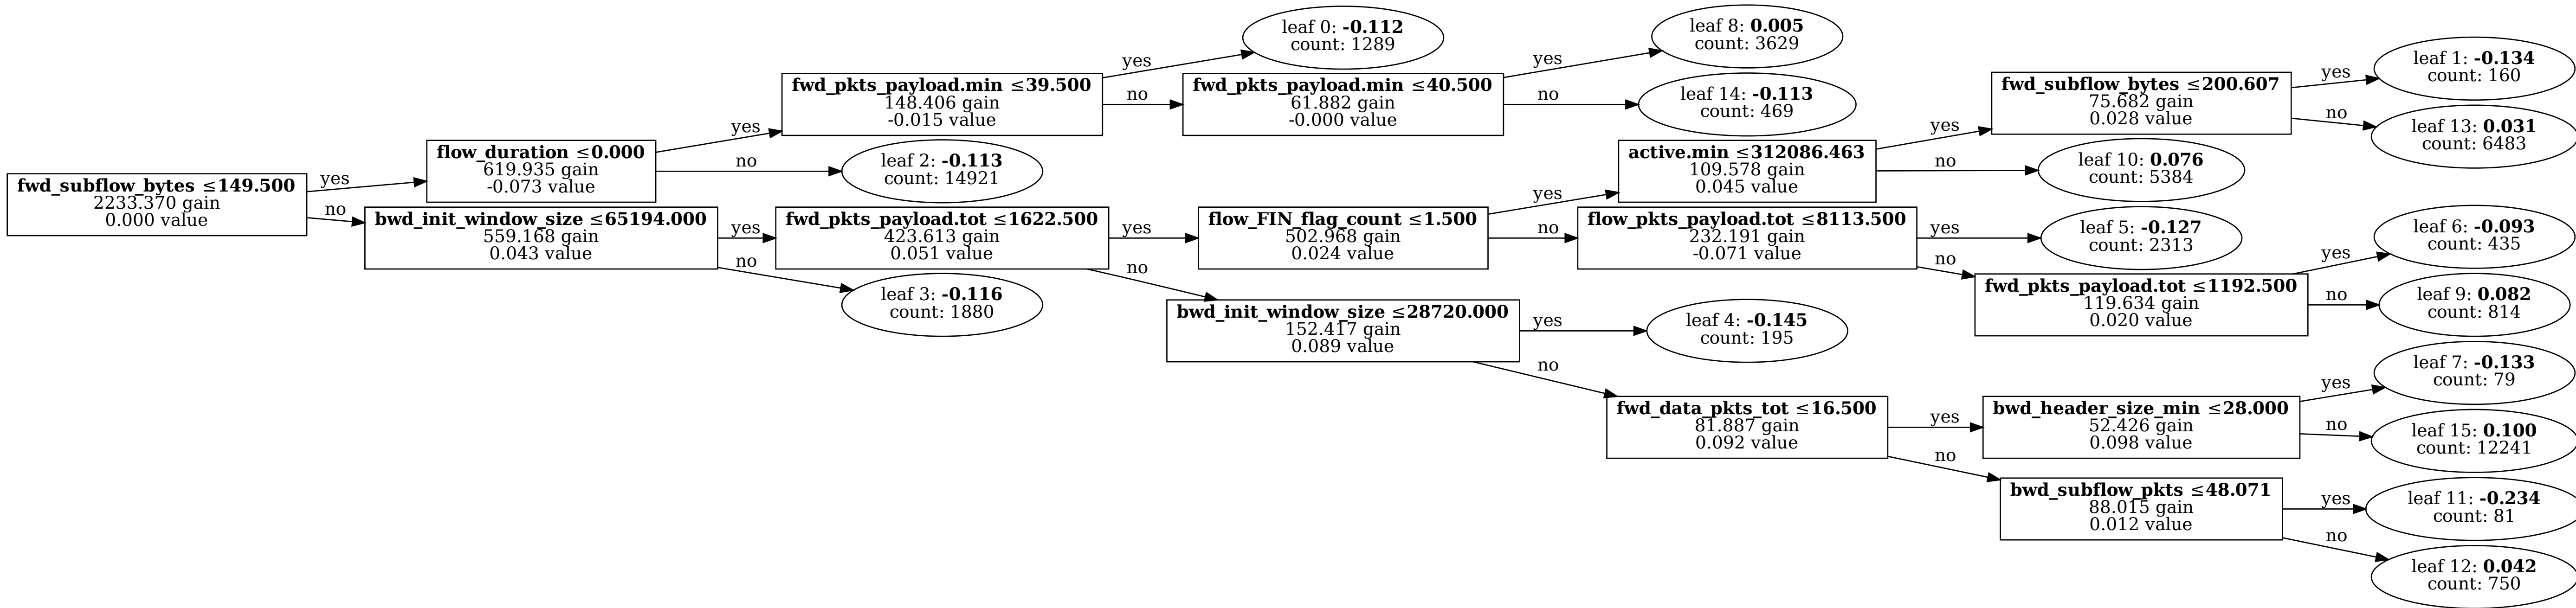 fwd_subflow_bytes ≤149.500
2233.370 gain
0.000 value
yes
no
flow_duration ≤0.000
619.935 gain
-0.073 value
yes
no
fwd_pkts_payload.min ≤39.500
148.406 gain
-0.015 value
yes
no
leaf 0: -0.112
count: 1289
fwd_pkts_payload.min ≤40.500
61.882 gain
-0.000 value
yes
no
leaf 8: 0.005
count: 3629
leaf 14: -0.113
count: 469
leaf 2: -0.113
count: 14921
bwd_init_window_size ≤65194.000
559.168 gain
0.043 value
yes
no
fwd_pkts_payload.tot ≤1622.500
423.613 gain
0.051 value
yes
no
leaf 3: -0.116
count: 1880
flow_FIN_flag_count ≤1.500
502.968 gain
0.024 value
yes
no
active.min ≤312086.463
109.578 gain
0.045 value
yes
no
fwd_subflow_bytes ≤200.607
75.682 gain
0.028 value
yes
no
leaf 1: -0.134
count: 160
leaf 13: 0.031
count: 6483
leaf 10: 0.076
count: 5384
flow_pkts_payload.tot ≤8113.500
232.191 gain
-0.071 value
yes
no
leaf 5: -0.127
count: 2313
fwd_pkts_payload.tot ≤1192.500
119.634 gain
0.020 value
yes
no
leaf 6: -0.093
count: 435
leaf 9: 0.082
count: 814
bwd_init_window_size ≤28720.000
152.417 gain
0.089 value
yes
no
leaf 4: -0.145
count: 195
fwd_data_pkts_tot ≤16.500
81.887 gain
0.092 value
yes
no
bwd_header_size_min ≤28.000
52.426 gain
0.098 value
yes
no
leaf 7: -0.133
count: 79
leaf 15: 0.100
count: 12241
bwd_subflow_pkts ≤48.071
88.015 gain
0.012 value
yes
no
leaf 11: -0.234
count: 81
leaf 12: 0.042
count: 750